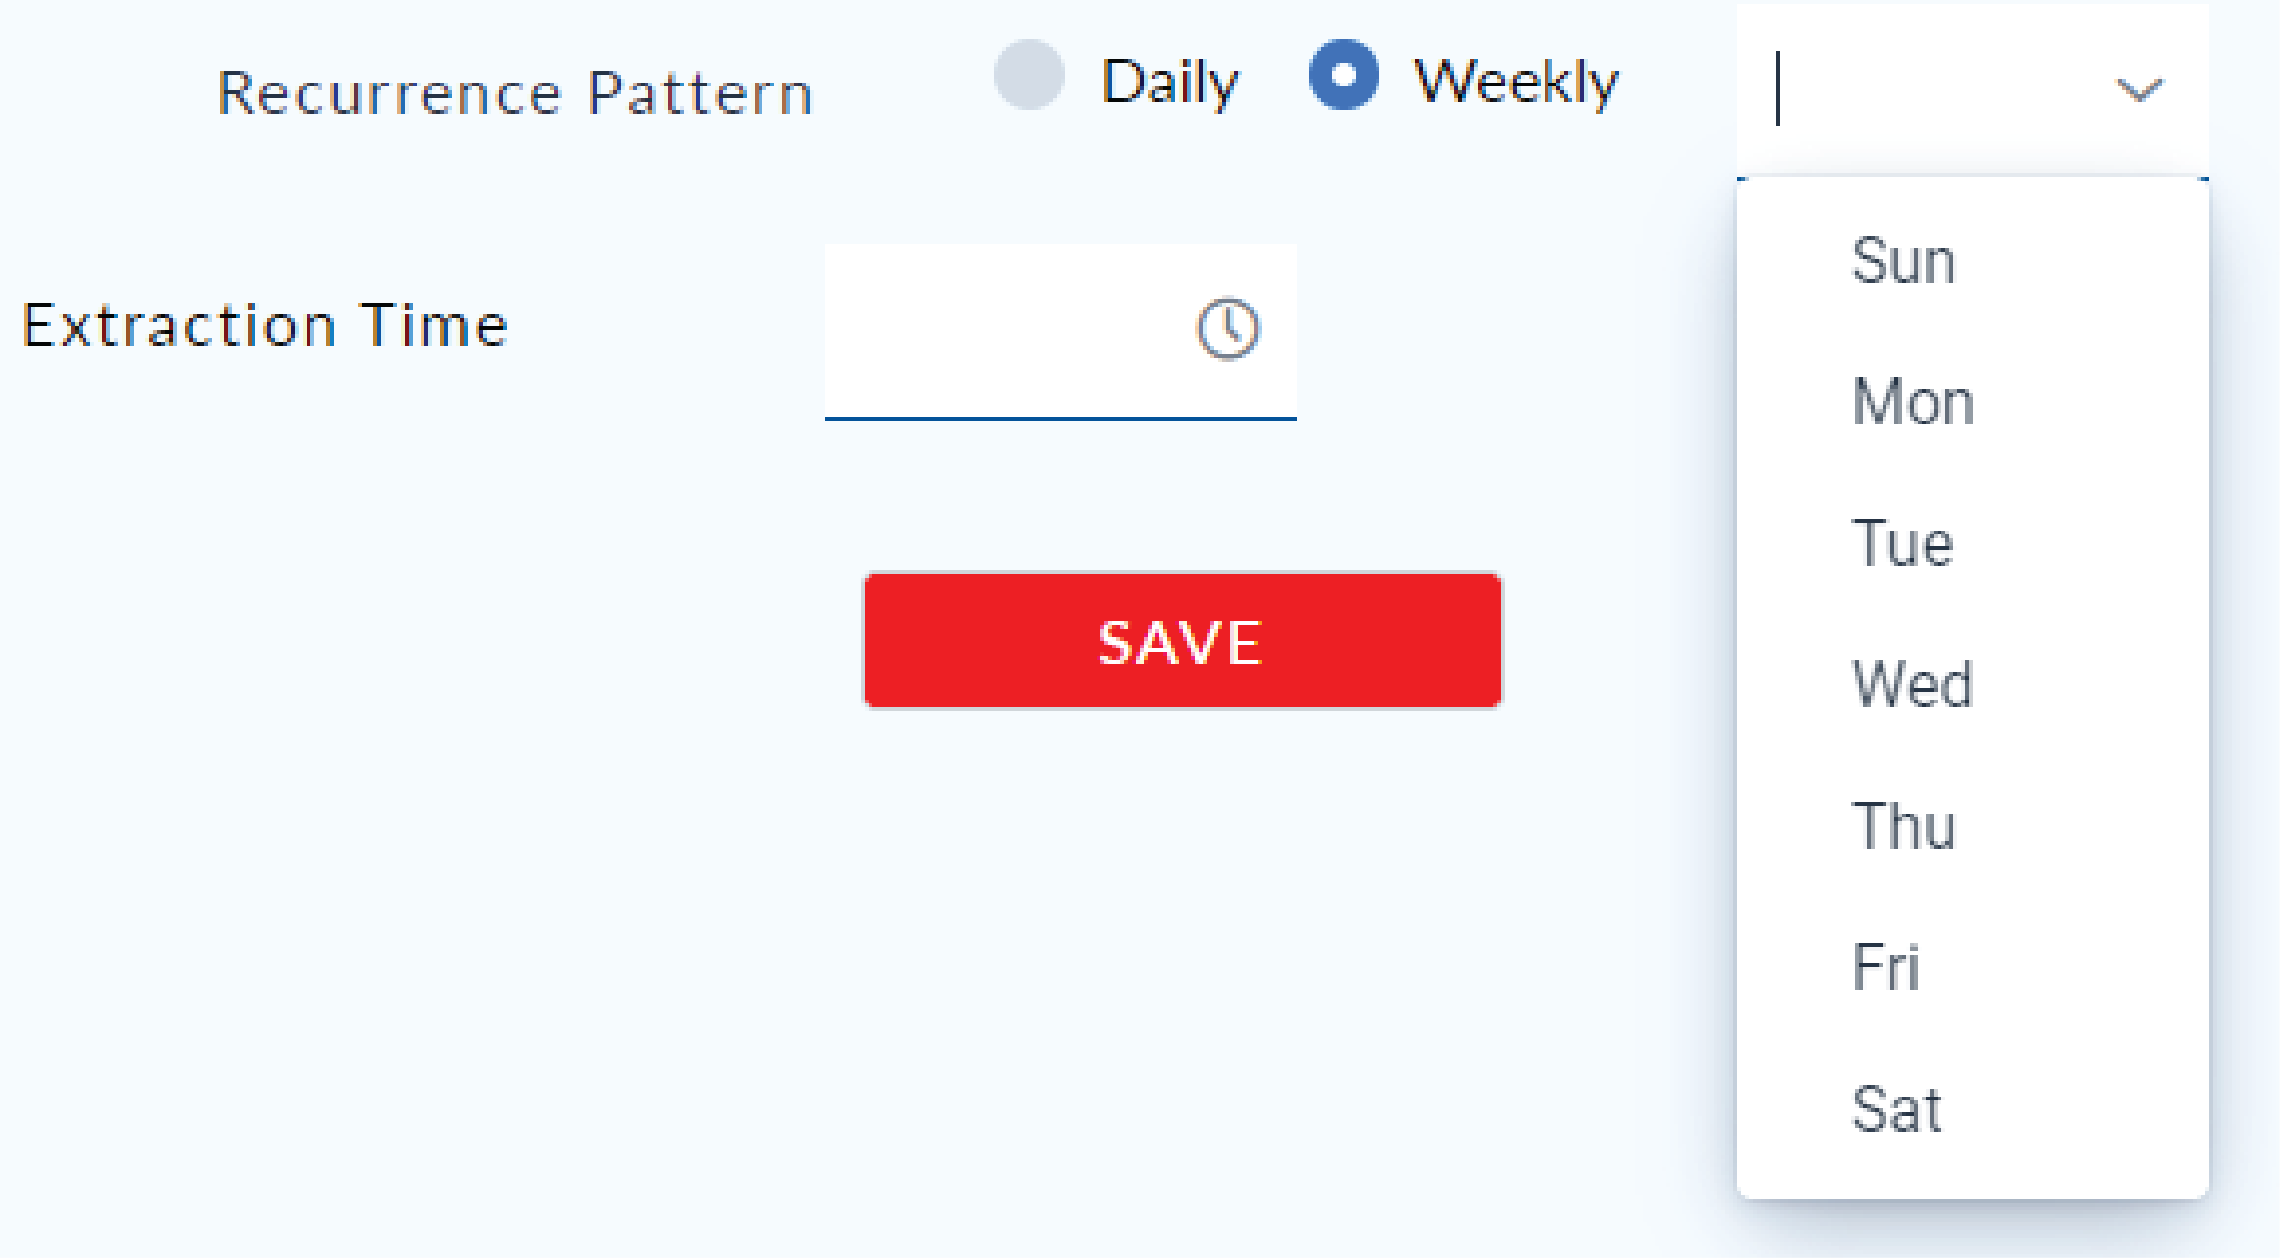 Recurrence Pattern Daily Weekly
Extraction Time
SAVE
Sun
Mon
Tue
Wed
Thu
Fri
Sat